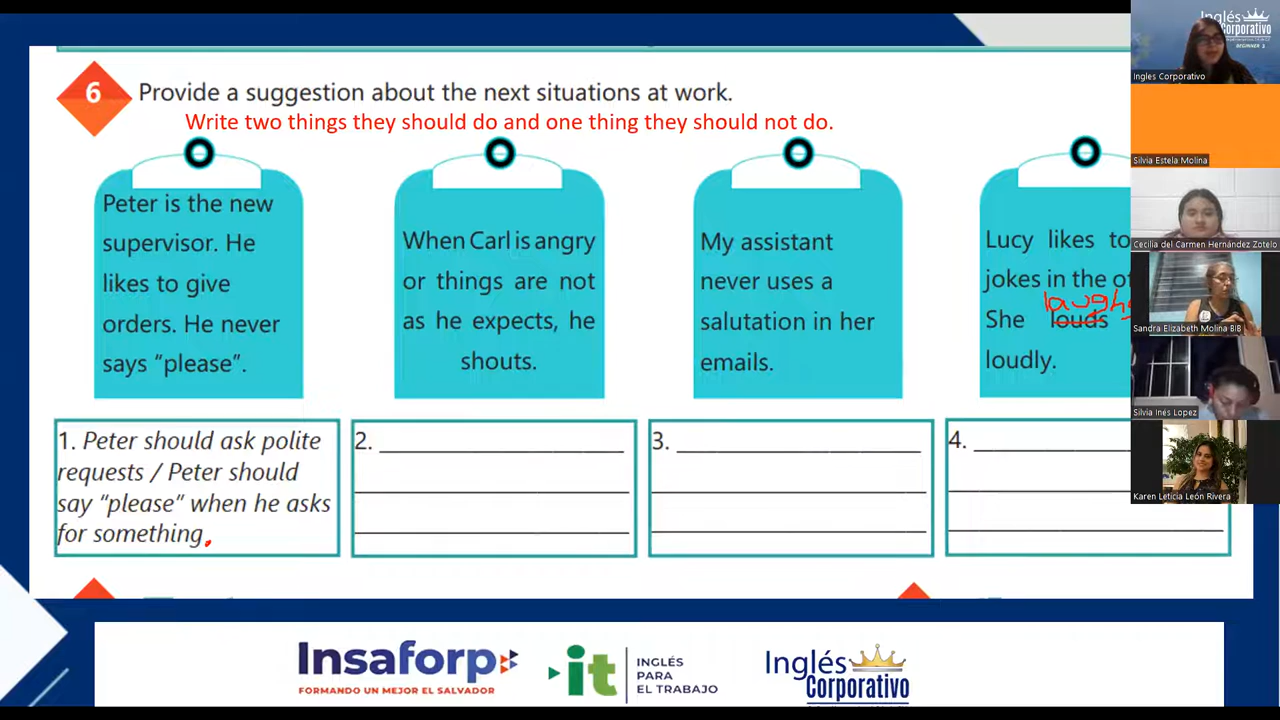 6 Provide a suggestion about the next situations at work.
Write two things they should do and one thing they should not do.
Peter is the new
supervisor. He
likes to give
orders. He never
says “please”.
When Carl is angry
or things are not
as he expects, he
shouts.
My assistant
never uses a
salutation in her
emails.
Lucy likes to
jokes in the
laughs
She louds
loudly.
1. Peter should ask polite
requests / Peter should
say “please” when he asks
for something.
2.
3.
4.
Insaforp
FORMANDO UN MEJOR EL SALVADOR
it
INGLÉS
PARA
EL TRABAJO
Inglés
Corporativo
Inglés
Corporativo
BEGINNER 2
Ingles Corporativo
Silvia Estela Molina
Cecilia del Carmen Hernández Zotelo
Sandra Elizabeth Molina BIB
Silvia Inés Lopez
Karen Leticia León Rivera